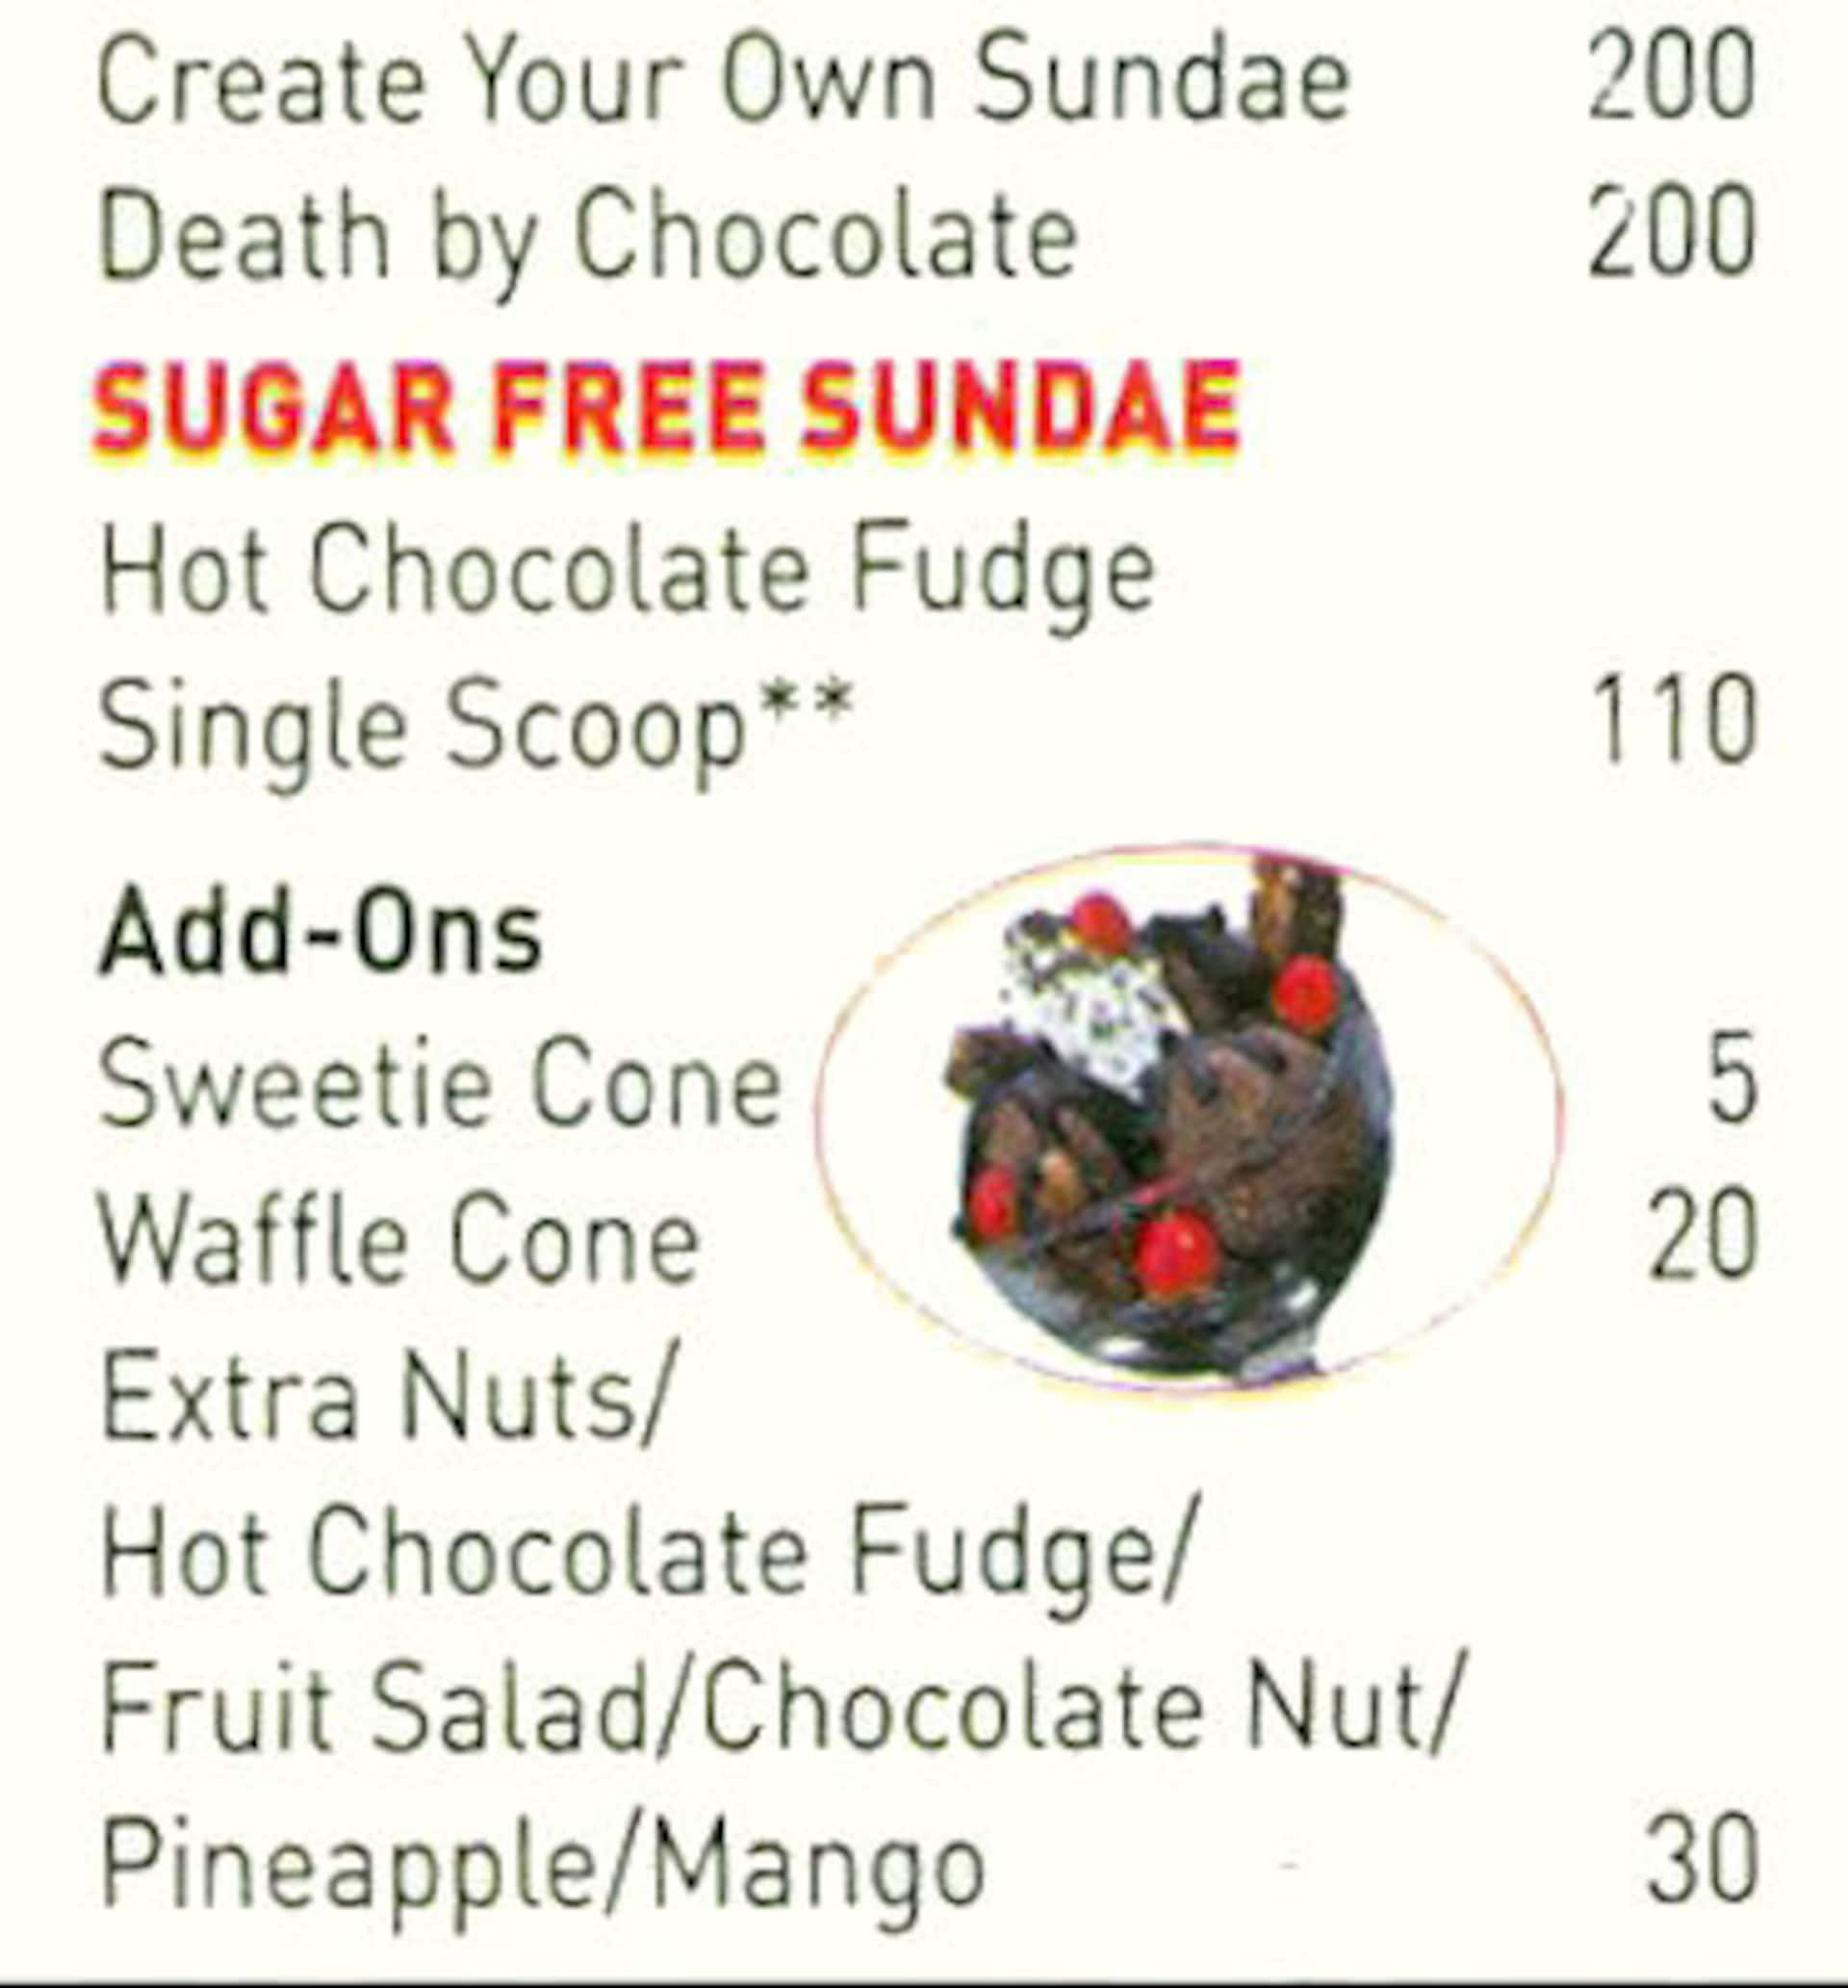 Create Your Own Sundae 200
Death by Chocolate 200
SUGAR FREE SUNDAE
Hot Chocolate Fudge
Single Scoop** 110
Add-Ons
Sweetie Cone 5
Waffle Cone 20
Extra Nuts/
Hot Chocolate Fudge/
Fruit Salad/Chocolate Nut/
Pineapple/Mango 30